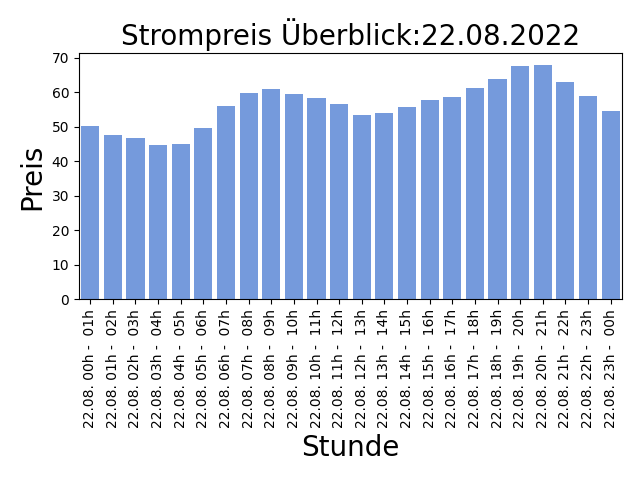 Strompreis Überblick:22.08.2022
Preis
70
60
50
40
30
20
10
0
22.08. 00h - 01h
22.08. 01h - 02h
22.08. 02h - 03h
22.08. 03h - 04h
22.08. 04h - 05h
22.08. 05h - 06h
22.08. 06h - 07h
22.08. 07h - 08h
22.08. 08h - 09h
22.08. 09h - 10h
22.08. 10h - 11h
22.08. 11h - 12h
22.08. 12h - 13h
22.08. 13h - 14h
22.08. 14h - 15h
22.08. 15h - 16h
22.08. 16h - 17h
22.08. 17h - 18h
22.08. 18h - 19h
22.08. 19h - 20h
22.08. 20h - 21h
22.08. 21h - 22h
22.08. 22h - 23h
22.08. 23h - 00h
Stunde